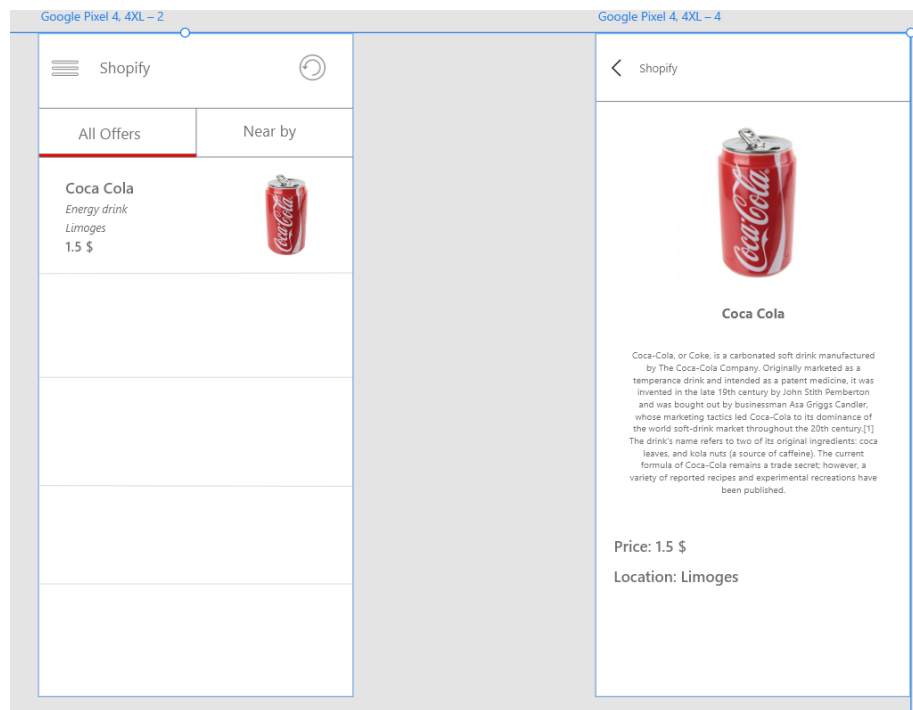 Google Pixel 4, 4XL – 2
Shopify
All Offers
Near by
Coca Cola
Energy drink
Limoges
1.5 $
Coca-Cola
Google Pixel 4, 4XL – 4
Shopify
Coca-Cola
Coca Cola
Coca-Cola, or Coke, is a carbonated soft drink manufactured
by The Coca-Cola Company. Originally marketed as a
temperance drink and intended as a patent medicine, it was
invented in the late 19th century by John Stith Pemberton
and was bought out by businessman Asa Griggs Candler,
whose marketing tactics led Coca-Cola to its dominance of
the world soft-drink market throughout the 20th century.[1]
The drink's name refers to two of its original ingredients: coca
leaves, and kola nuts (a source of caffeine). The current
formula of Coca-Cola remains a trade secret; however, a
variety of reported recipes and experimental recreations have
been published.
Price: 1.5 $
Location: Limoges